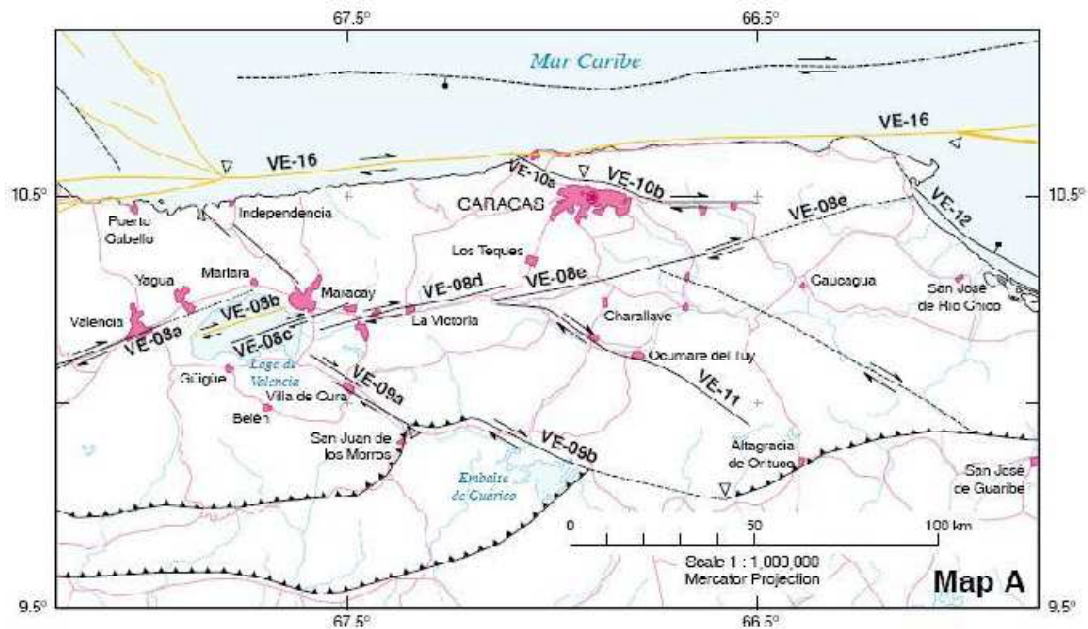 67.5°
66.5°
Mar Caribe
VE-16
VE-16
VE-10a
VE-10b
10.5°
10.5°
CARACAS
VE-08e
VE-12
Puerto
Cabello
Independencia
Los Teques
Yagua
Mariara
Maracay
VE-08d
VE-08e
Caucagua
San José
de Rio Chico
Valencia
VE-08b
VE-08a
VE-08c
La Victoria
Charallave
Ocumare del Tuy
Güigüe
Lago de
Valencia
VE-09a
Villa de Cura
VE-11
Belén
San Juan de
los Morros
VE-09b
Altagracia
de Orituco
Embalse
de Guárico
San José
de Guaribe
0 50 100 km
Scale 1 : 1,000,000
Mercator Projection
Map A
9.5°
9.5°
67.5°
66.5°